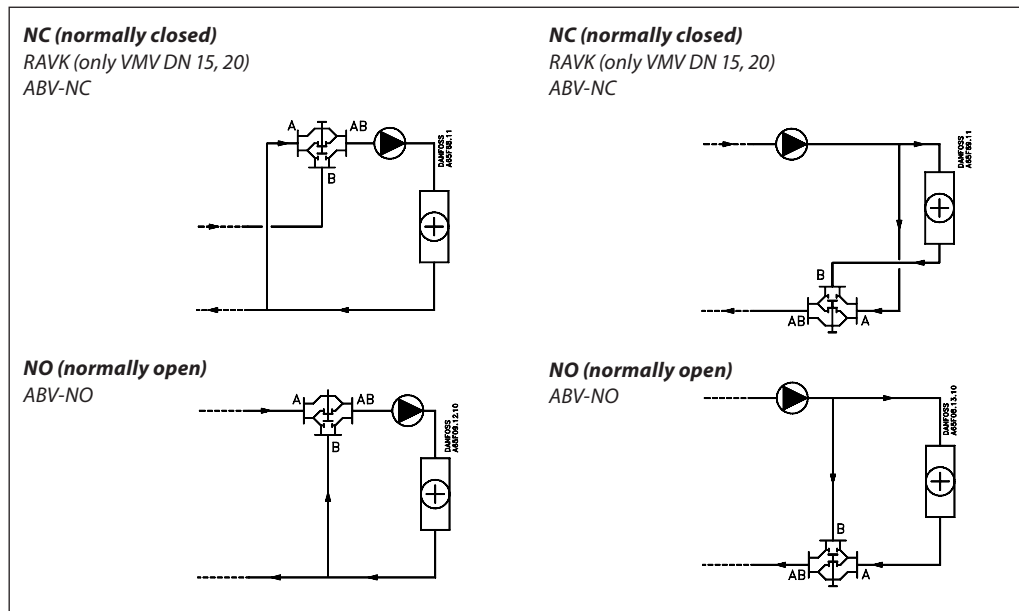 NC (normally closed)
RAVK (only VMV DN 15, 20)
ABV-NC
A
AB
B
DANFOSS
A65F58.11
NC (normally closed)
RAVK (only VMV DN 15, 20)
ABV-NC
DANFOSS
A65F59.11
B
AB
A
NO (normally open)
ABV-NO
A
AB
B
DANFOSS
A65F09.12.10
NO (normally open)
ABV-NO
DANFOSS
A65F08.13.10
B
AB
A